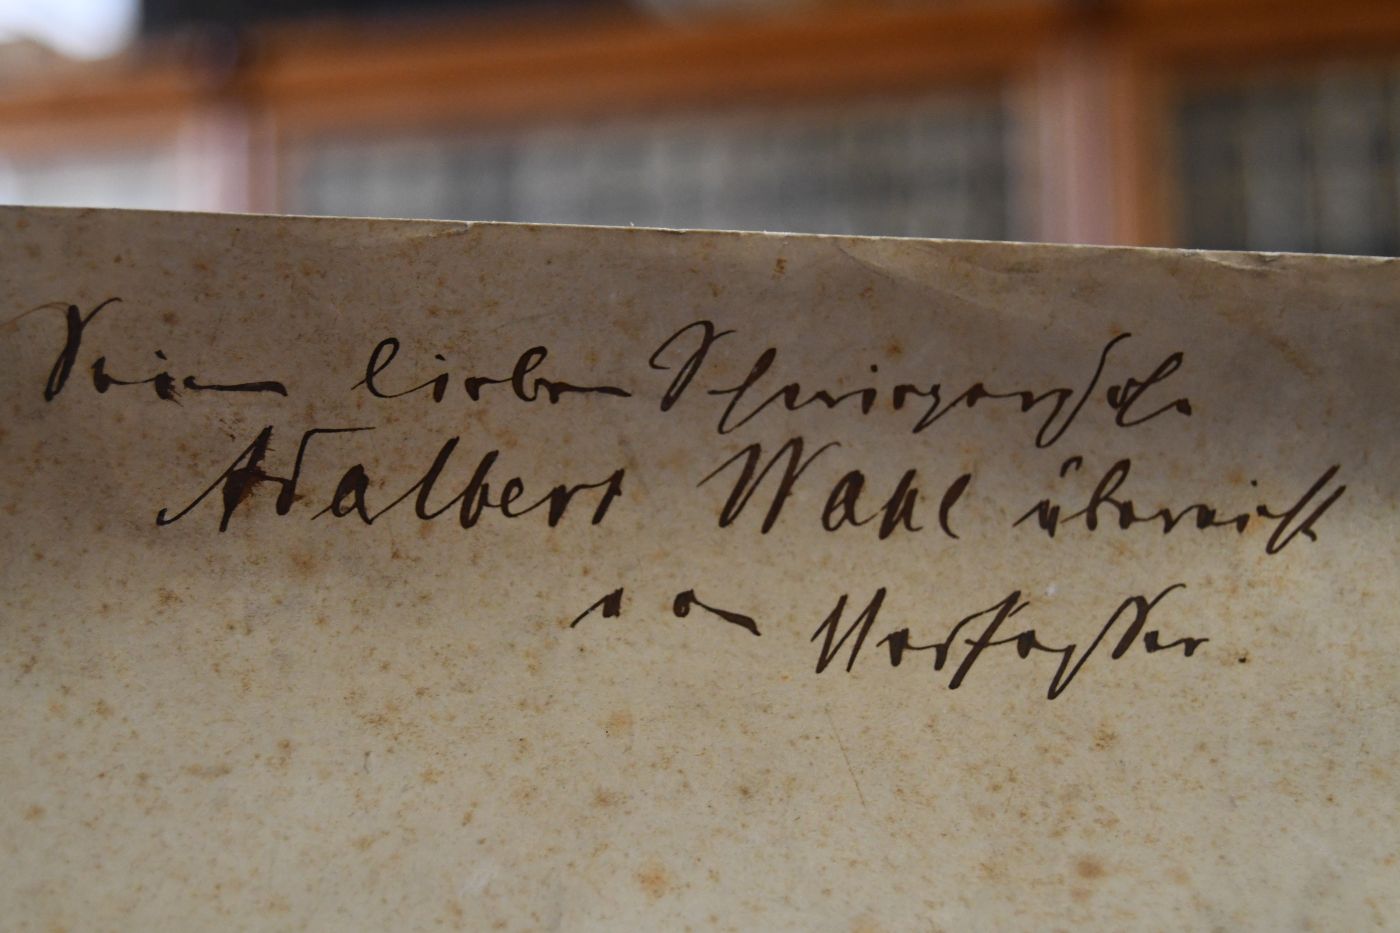 Seinem lieben Schwiegersohn
Adalbert Wahl überreicht
vom Verfasser.